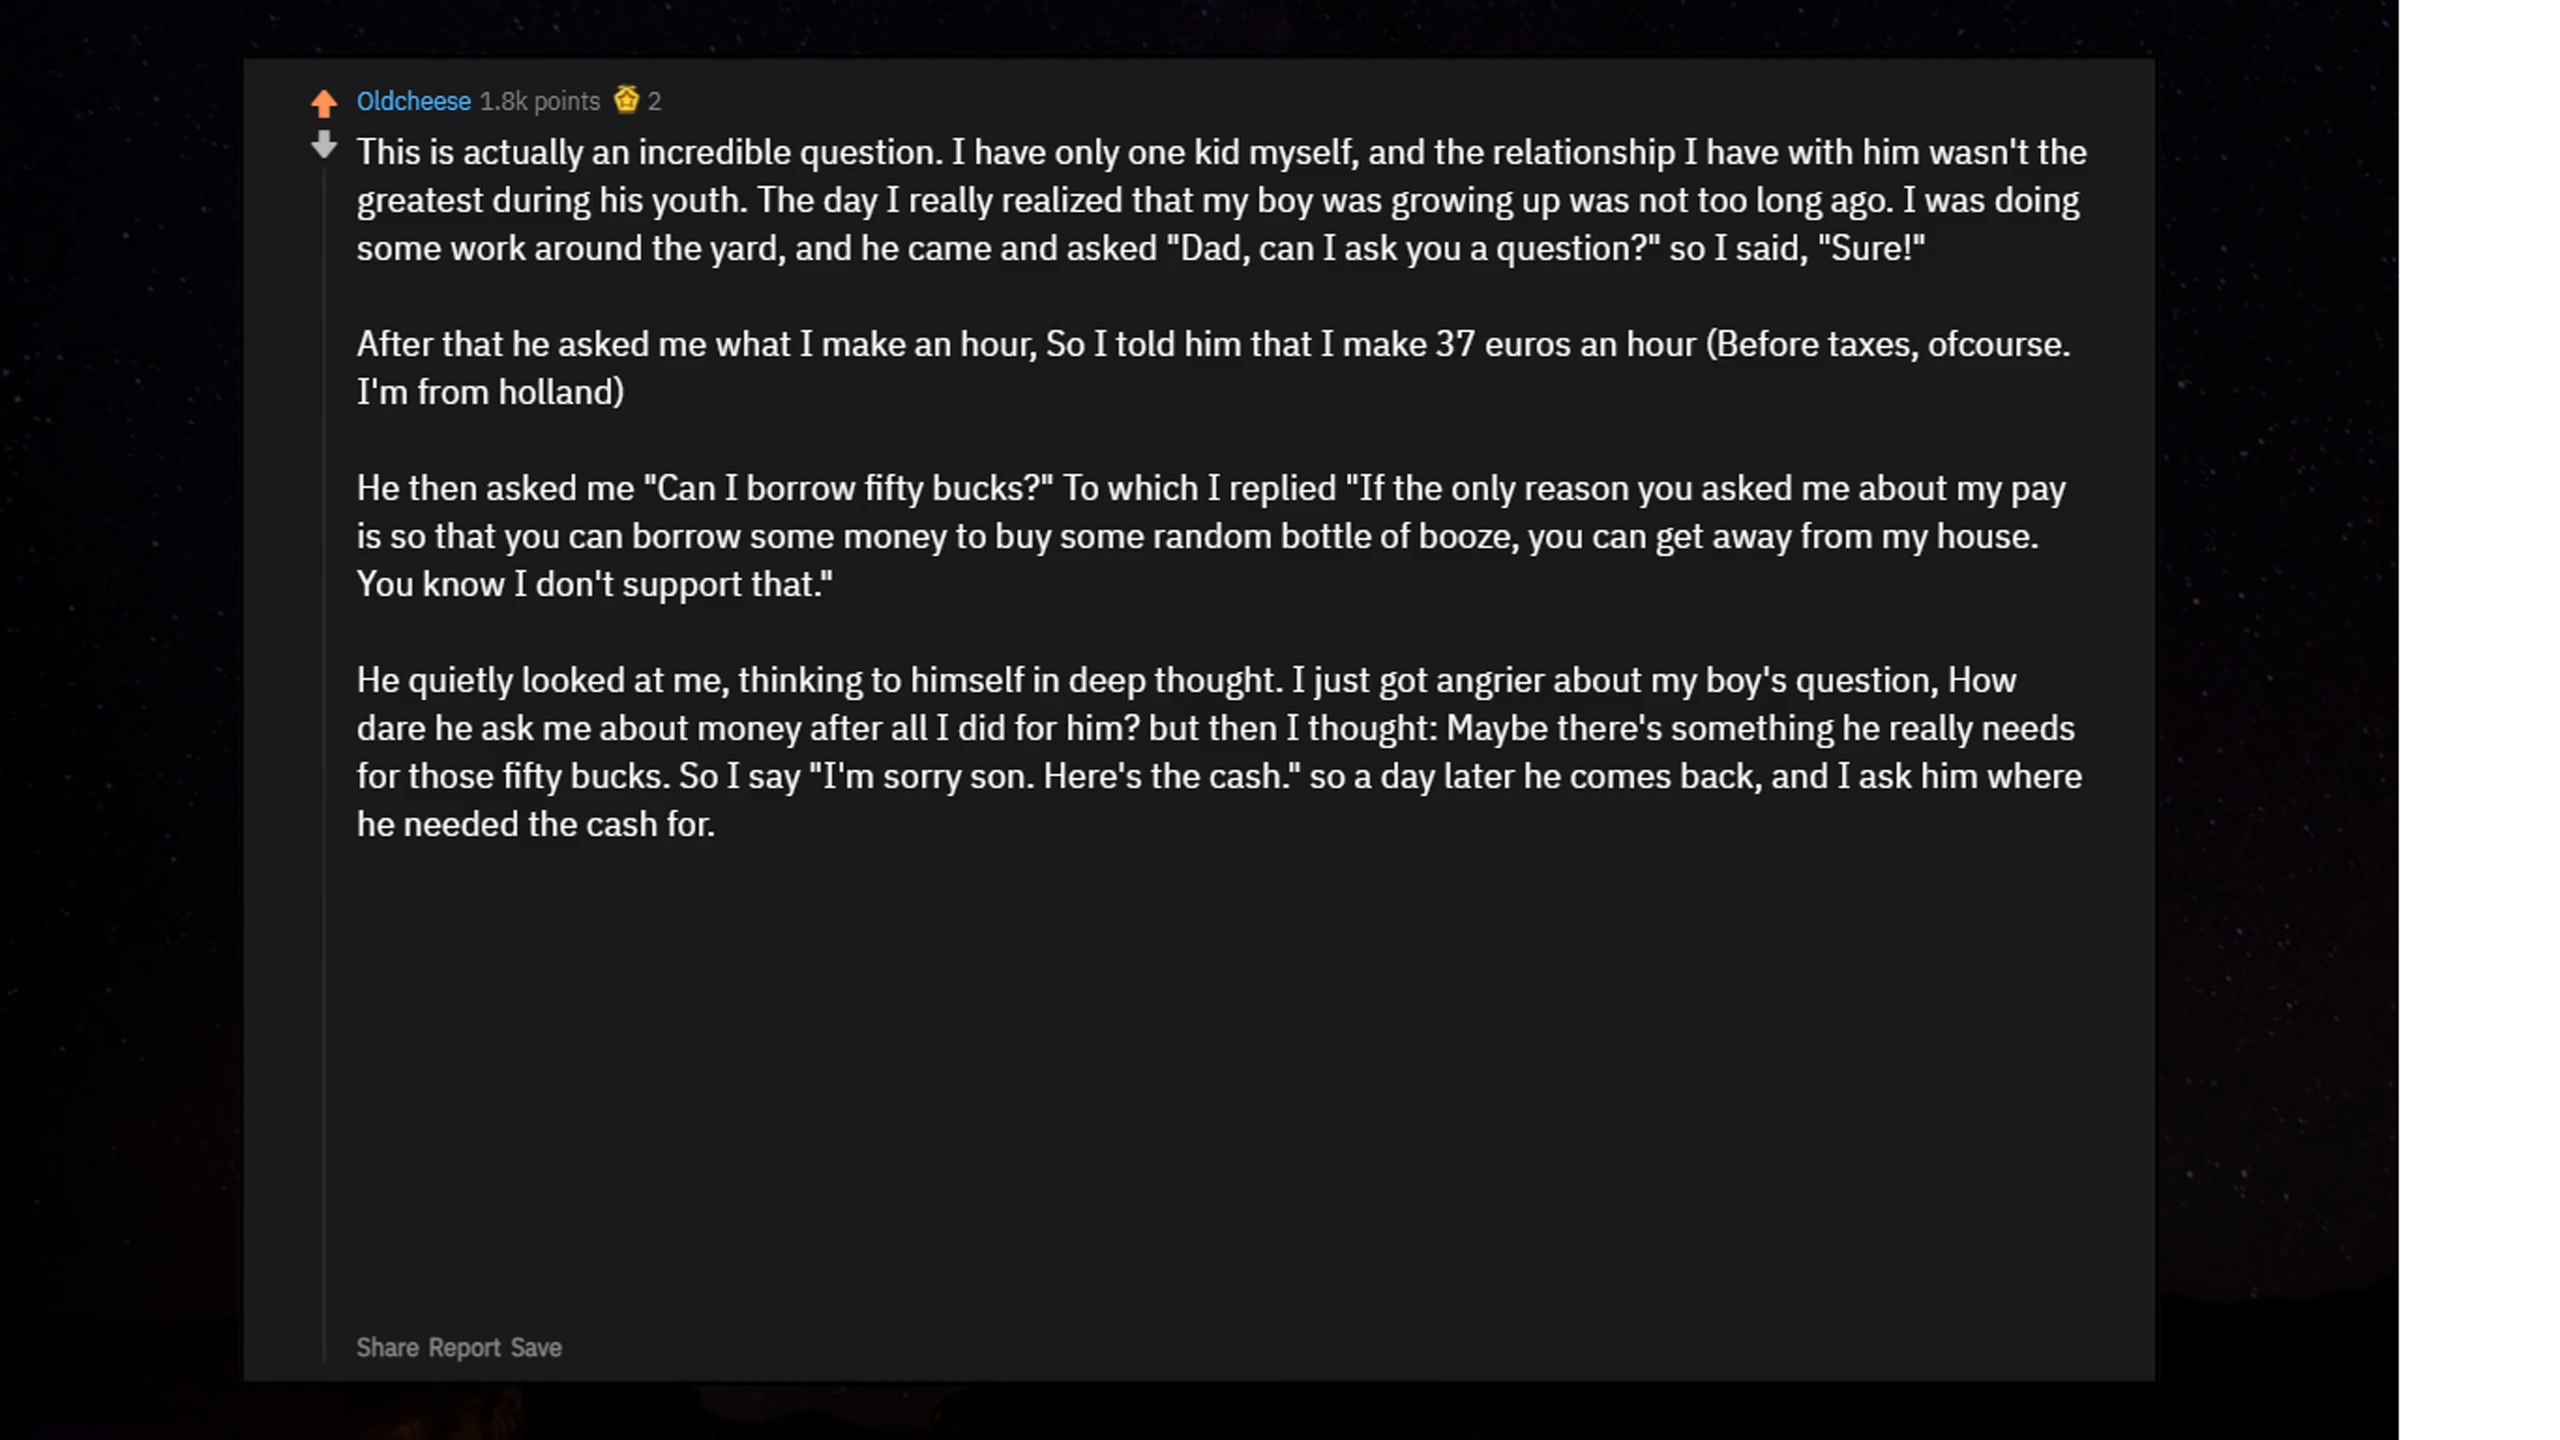 Oldcheese 1.8k points 2
This is actually an incredible question. I have only one kid myself, and the relationship I have with him wasn't the
greatest during his youth. The day I really realized that my boy was growing up was not too long ago. I was doing
some work around the yard, and he came and asked "Dad, can I ask you a question?" so I said, "Sure!"
After that he asked me what I make an hour, So I told him that I make 37 euros an hour (Before taxes, ofcourse.
I'm from holland)
He then asked me "Can I borrow fifty bucks?" To which I replied "If the only reason you asked me about my pay
is so that you can borrow some money to buy some random bottle of booze, you can get away from my house.
You know I don't support that."
He quietly looked at me, thinking to himself in deep thought. I just got angrier about my boy's question, How
dare he ask me about money after all I did for him? but then I thought: Maybe there's something he really needs
for those fifty bucks. So I say "I'm sorry son. Here's the cash." so a day later he comes back, and I ask him where
he needed the cash for.
Share Report Save